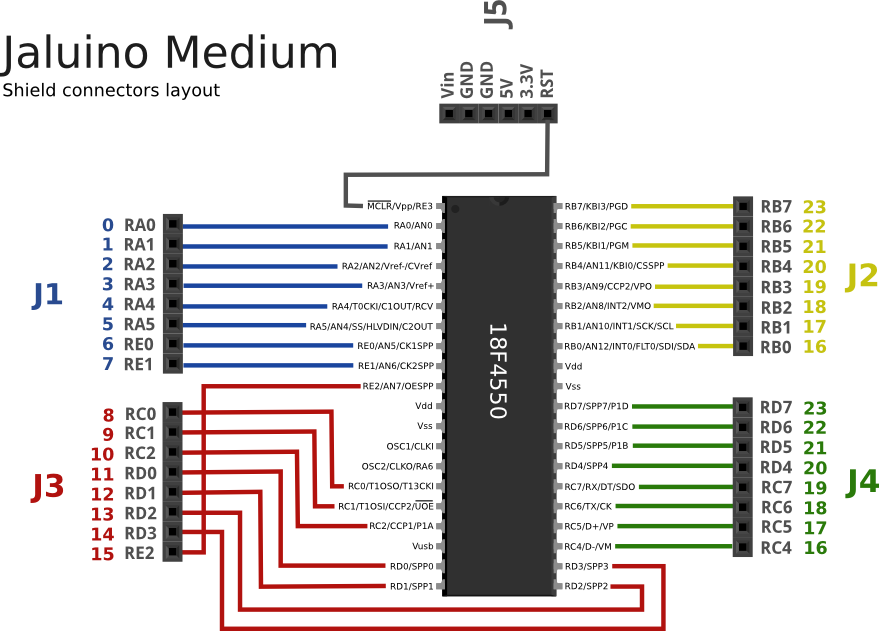 Jaluino Medium
Shield connectors layout
J5
Vin
GND
GND
5V
3.3V
RST
J1
0 RA0
1 RA1
2 RA2
3 RA3
4 RA4
5 RA5
6 RE0
7 RE1
J3
8 RC0
9 RC1
10 RC2
11 RD0
12 RD1
13 RD2
14 RD3
15 RE2
MCLR/Vpp/RE3
RA0/AN0
RA1/AN1
RA2/AN2/Vref-/CVref
RA3/AN3/Vref+
RA4/T0CKI/C1OUT/RCV
RA5/AN4/SS/HLVDIN/C2OUT
RE0/AN5/CK1SPP
RE1/AN6/CK2SPP
RE2/AN7/OESPP
Vdd
Vss
OSC1/CLKI
OSC2/CLKO/RA6
RC0/T1OSO/T13CKI
RC1/T1OSI/CCP2/UOE
RC2/CCP1/P1A
Vusb
RD0/SPP0
RD1/SPP1
18F4550
RB7/KBI3/PGD
RB6/KBI2/PGC
RB5/KBI1/PGM
RB4/AN11/KBI0/CSSPP
RB3/AN9/CCP2/VPO
RB2/AN8/INT2/VMO
RB1/AN10/INT1/SCK/SCL
RB0/AN12/INT0/FLT0/SDI/SDA
Vdd
Vss
RD7/SPP7/P1D
RD6/SPP6/P1C
RD5/SPP5/P1B
RD4/SPP4
RC7/RX/DT/SDO
RC6/TX/CK
RC5/D+/VP
RC4/D-/VM
RD3/SPP3
RD2/SPP2
RB7 23
RB6 22
RB5 21
RB4 20
RB3 19
RB2 18
RB1 17
RB0 16
J2
RD7 23
RD6 22
RD5 21
RD4 20
RC7 19
RC6 18
RC5 17
RC4 16
J4